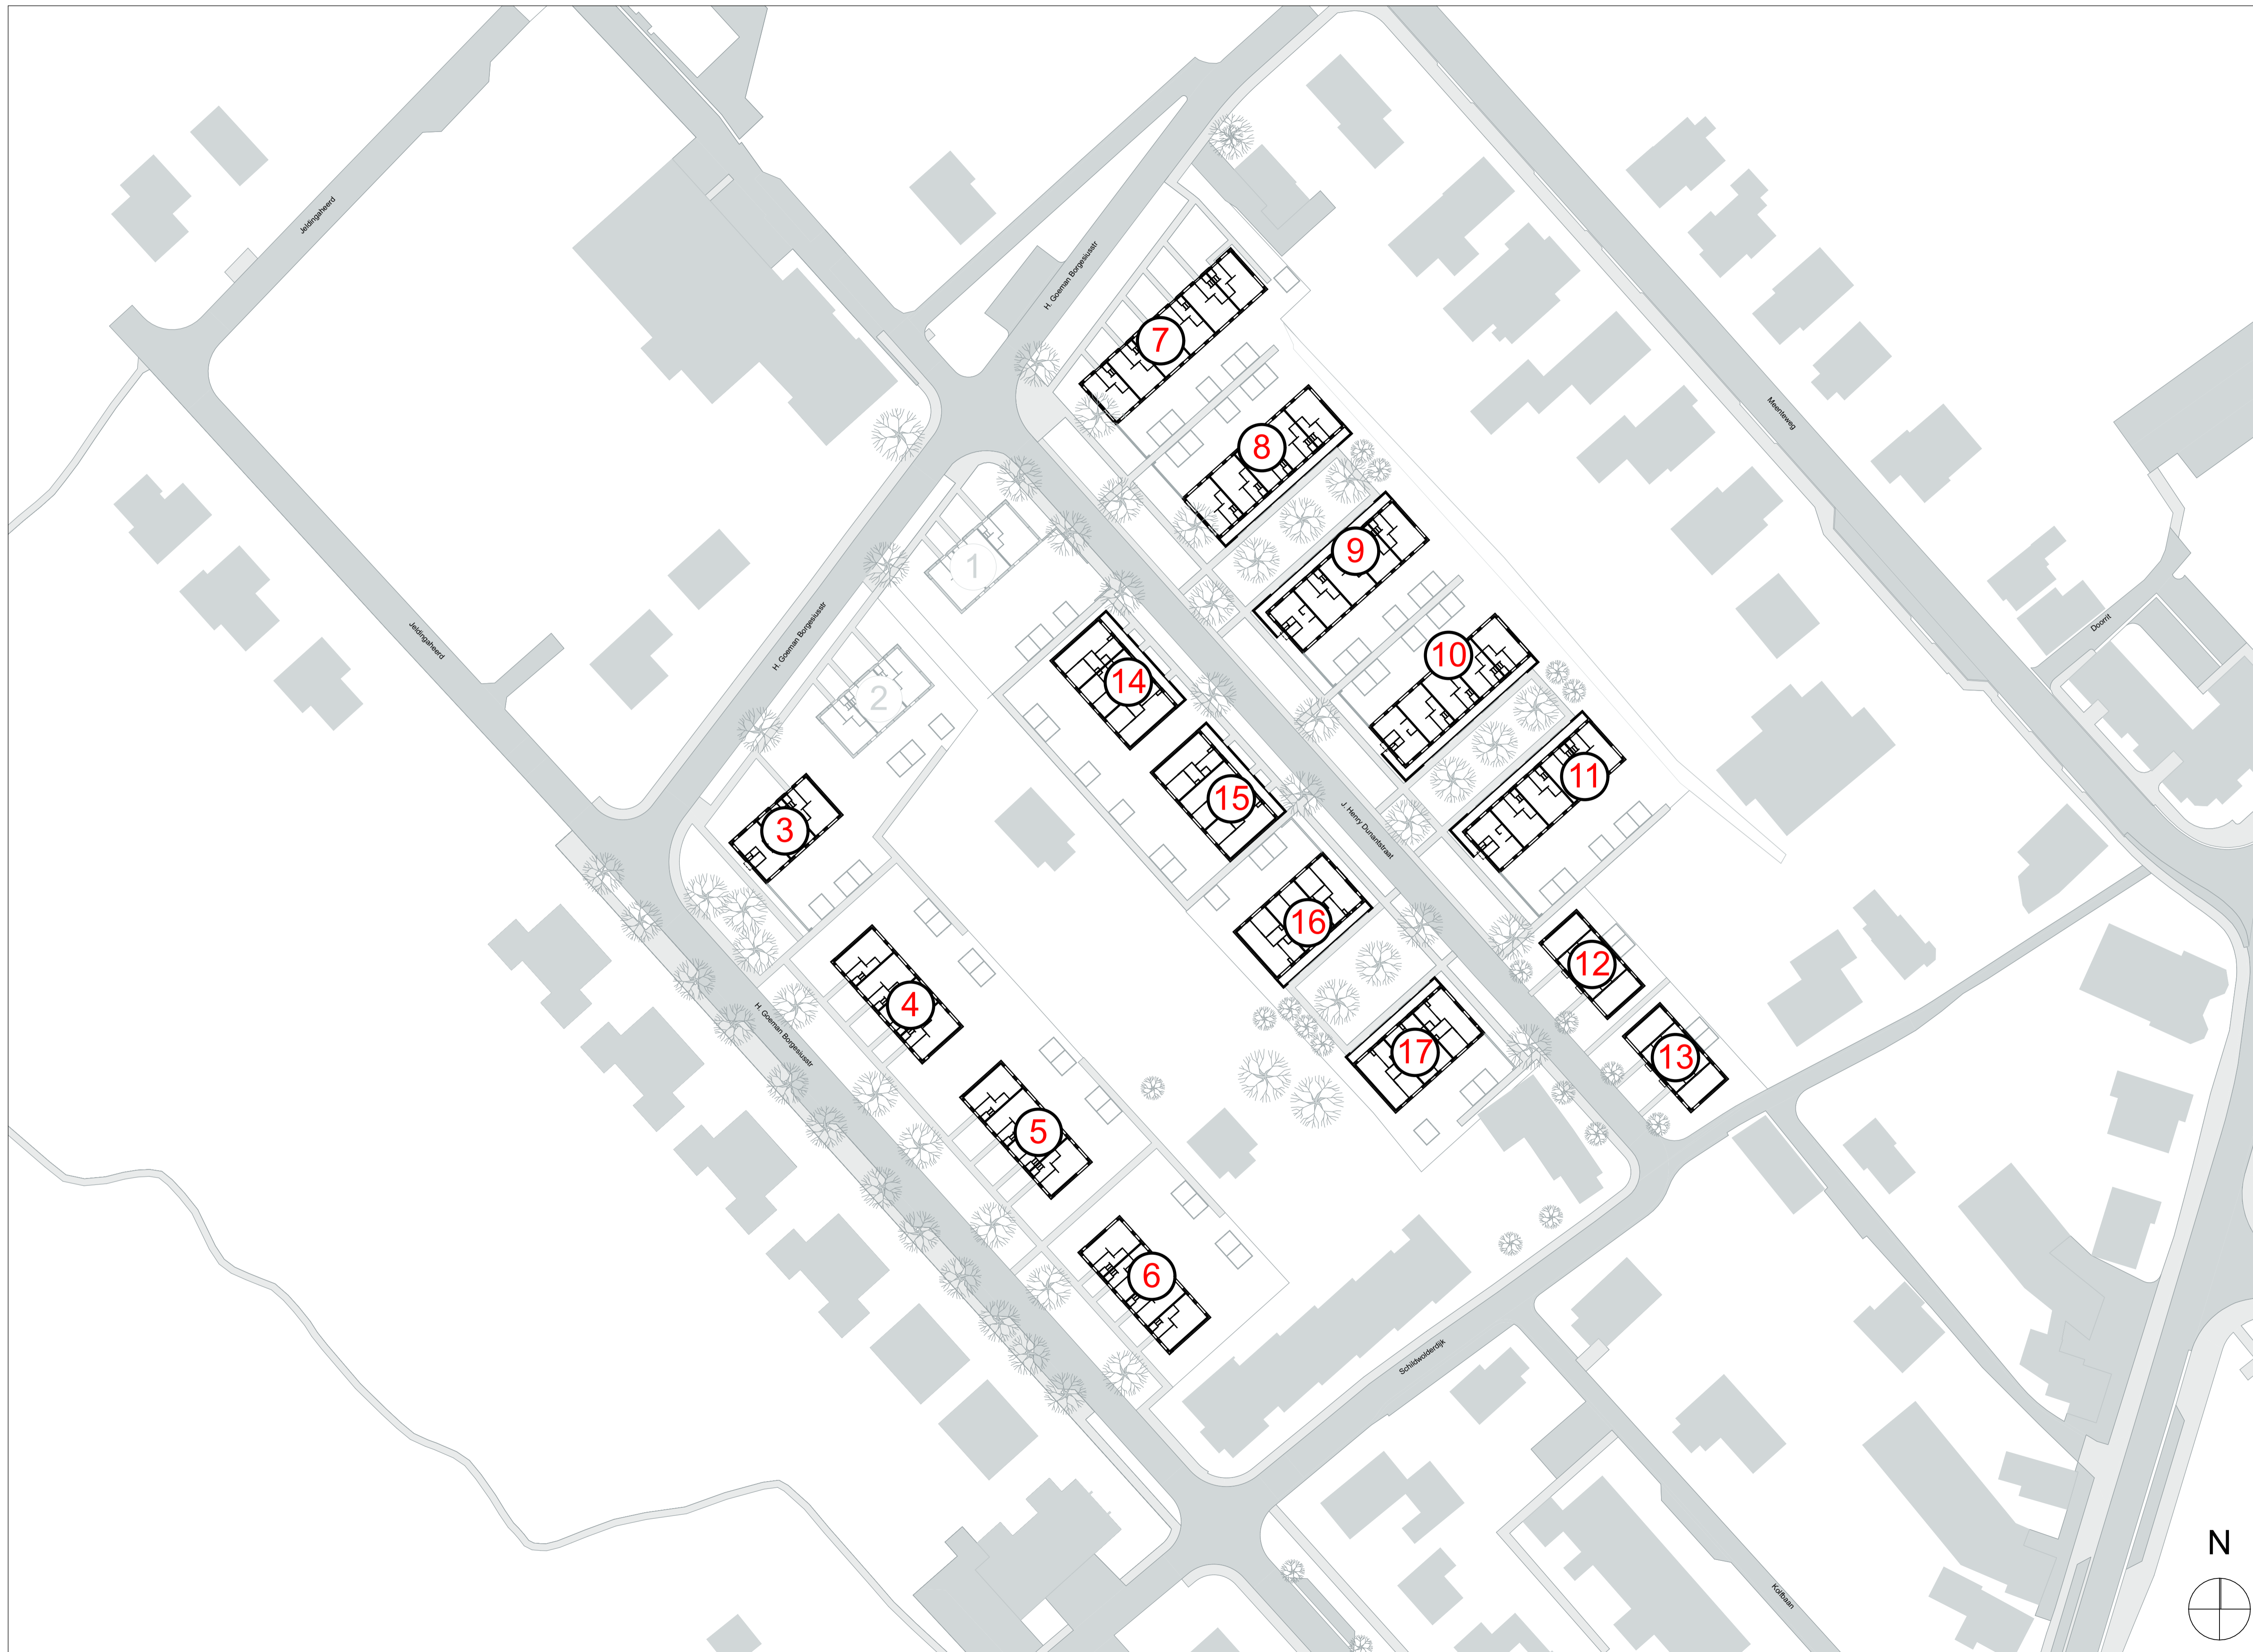 Jeldingaheerd
H. Goeman Borgesiusstr
7
Meenteweg
8
9
1
Doorrit
H. Goeman Borgesiusstr
Jeldingaheerd
10
14
2
11
15
J. Henry Dunantstraat
3
16
12
4
H. Goeman Borgesiusstr
17
13
5
6
Schildwolderdijk
N
Kolfbaan